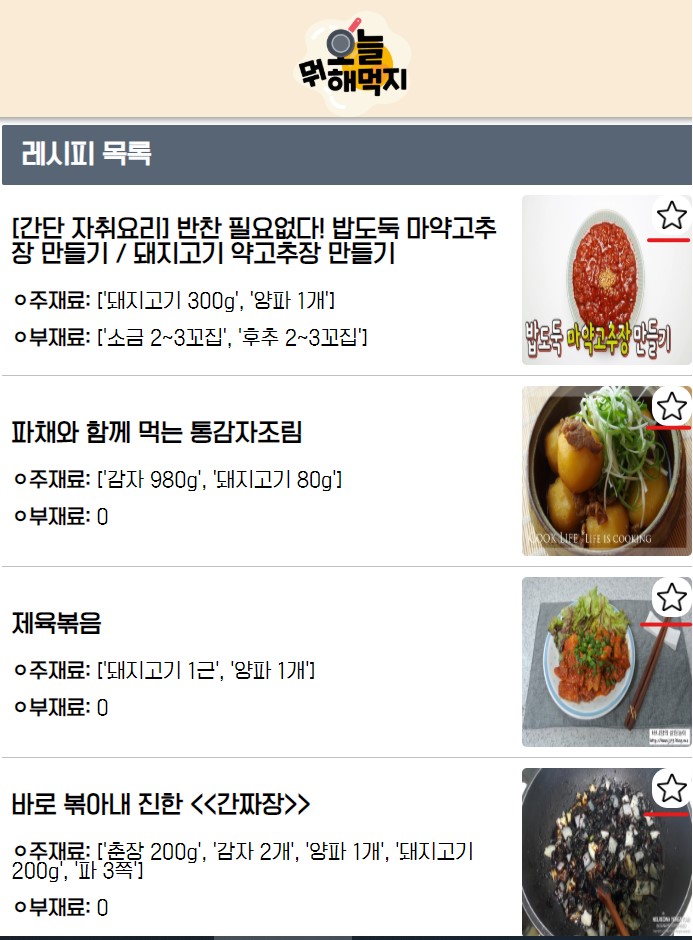 오늘
뭐해먹지
레시피 목록
[간단 자취요리] 반찬 필요없다! 밥도둑 마약고추
장 만들기 / 돼지고기 약고추장 만들기
ㅇ주재료: ['돼지고기 300g', '양파 1개']
ㅇ부재료: ['소금 2~3꼬집', '후추 2~3꼬집']
밥도둑 마약고추장 만들기
파채와 함께 먹는 통감자조림
ㅇ주재료: ['감자 980g', '돼지고기 80g']
ㅇ부재료: 0
COOK LIFE LIFE IS COOKING
제육볶음
ㅇ주재료: ['돼지고기 1근', '양파 1개']
ㅇ부재료: 0
바로 볶아내 진한 <<간짜장>>
ㅇ주재료: ['춘장 200g', '감자 2개', '양파 1개', '돼지고기
200g', '파 3쪽']
ㅇ부재료: 0